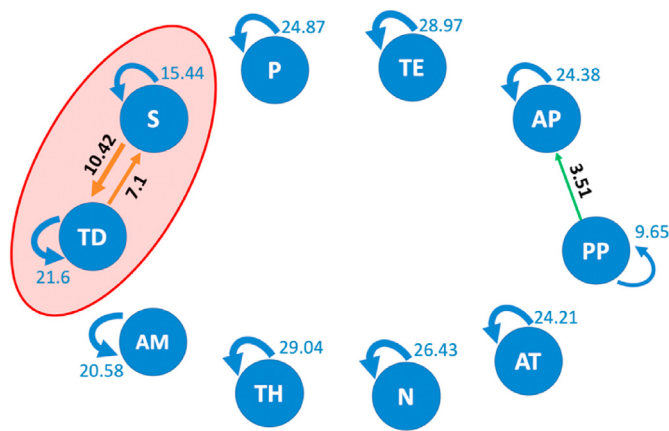 24.87
P
28.97
TE
15.44
S
24.38
AP
10.42
7.1
3.51
TD
21.6
PP
9.65
AM
20.58
29.04
TH
26.43
N
24.21
AT